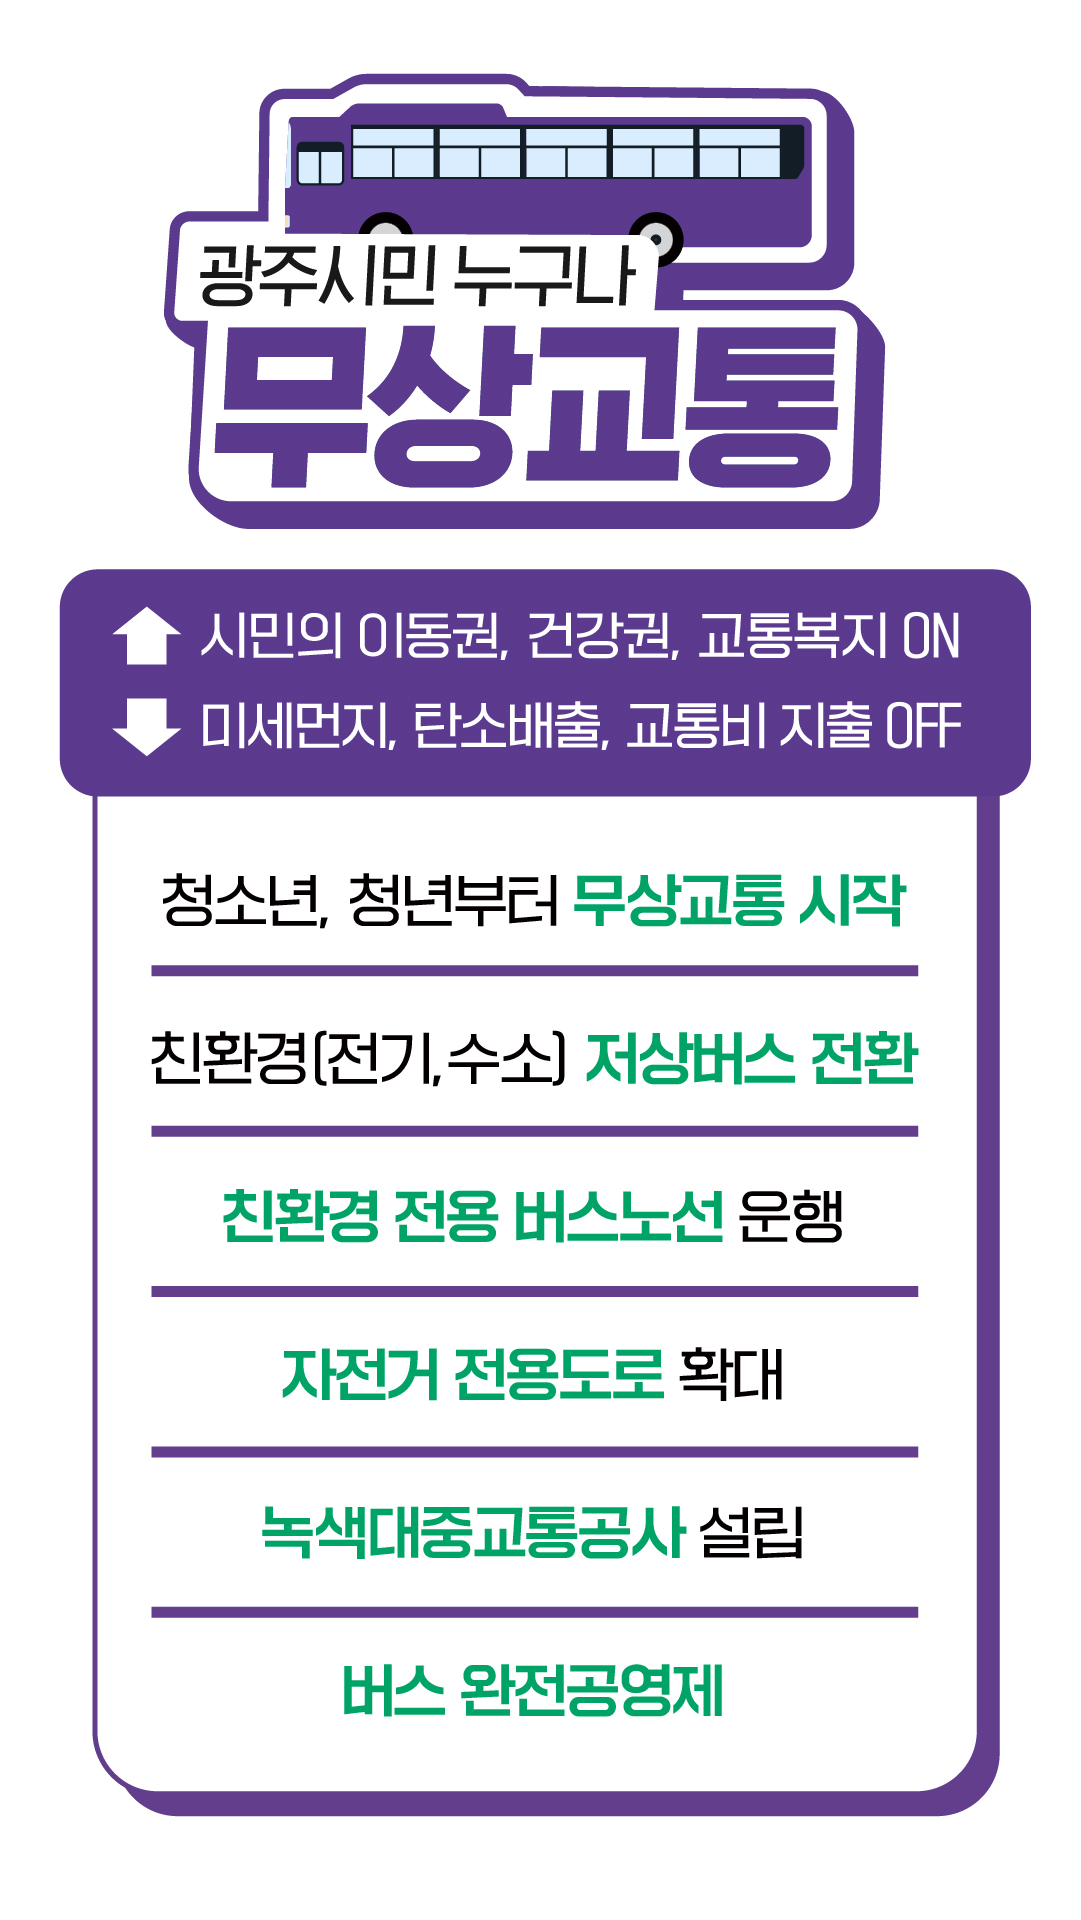 광주시민 누구나
무상교통
시민의 이동권, 건강권, 교통복지 ON
미세먼지, 탄소배출, 교통비 지출 OFF
청소년, 청년부터 무상교통 시작
친환경(전기,수소) 저상버스 전환
친환경 전용 버스노선 운행
자전거 전용도로 확대
녹색대중교통공사 설립
버스 완전공영제